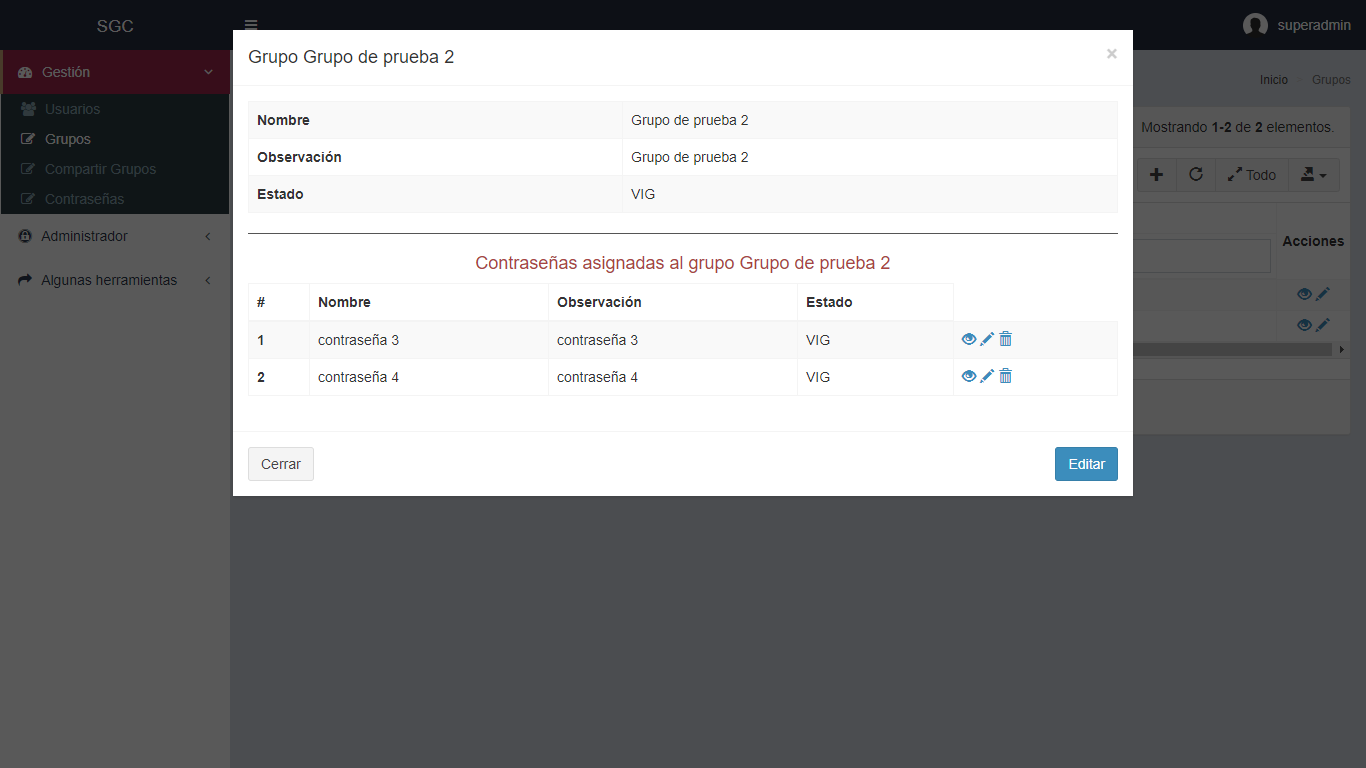 SGC
superadmin
Gestión
Usuarios
Grupos
Compartir Grupos
Contraseñas
Administrador
Algunas herramientas
Inicio Grupos
Mostrando 1-2 de 2 elementos.
Todo
Acciones
Grupo Grupo de prueba 2
×
Nombre Grupo de prueba 2
Observación Grupo de prueba 2
Estado VIG
Contraseñas asignadas al grupo Grupo de prueba 2
# Nombre Observación Estado
1 contraseña 3 contraseña 3 VIG
2 contraseña 4 contraseña 4 VIG
Cerrar Editar